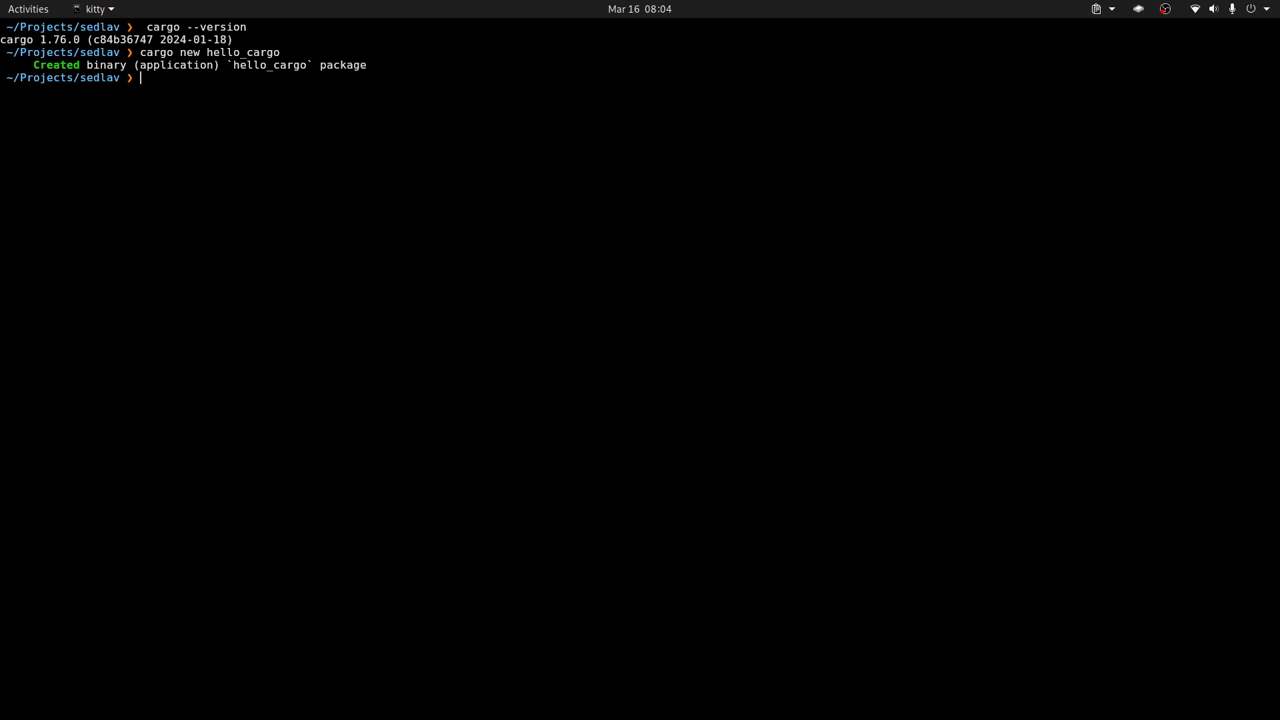 Activities kitty Mar 16 08:04
~/Projects/sedlav ❯ cargo --version
cargo 1.76.0 (c84b36747 2024-01-18)
~/Projects/sedlav ❯ cargo new hello_cargo
Created binary (application) `hello_cargo` package
~/Projects/sedlav ❯